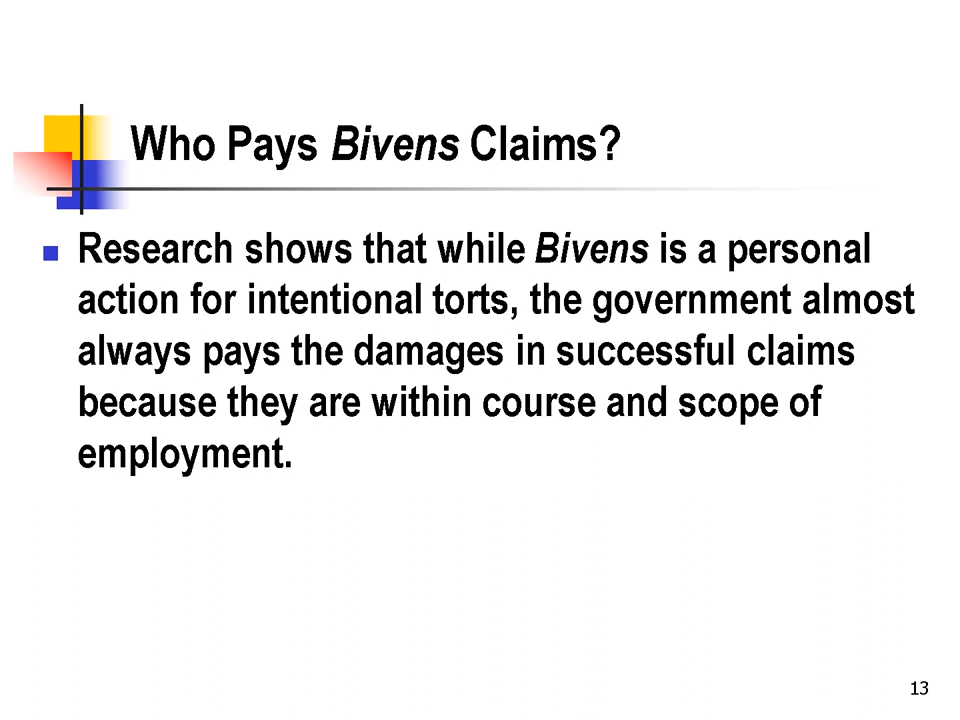 Who Pays Bivens Claims?
Research shows that while Bivens is a personal
action for intentional torts, the government almost
always pays the damages in successful claims
because they are within course and scope of
employment.
13